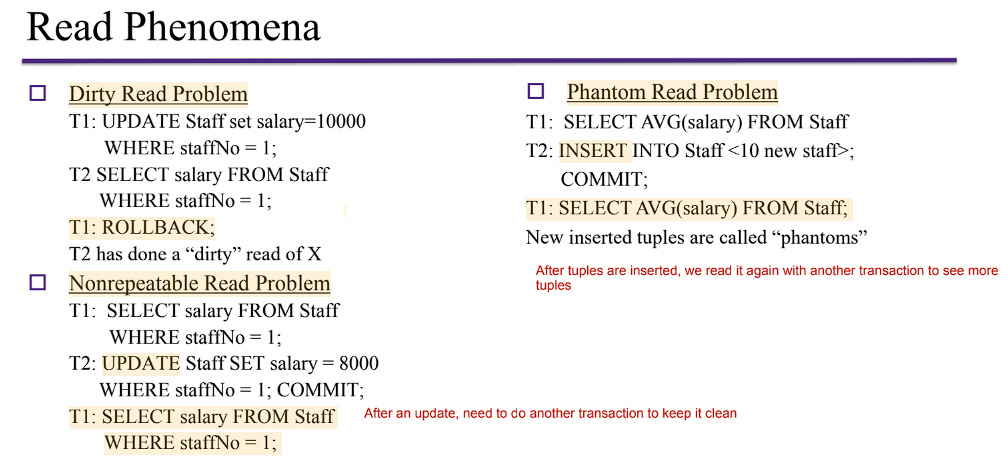 Read Phenomena
Dirty Read Problem
T1: UPDATE Staff set salary=10000
WHERE staffNo = 1;
T2 SELECT salary FROM Staff
WHERE staffNo = 1;
T1: ROLLBACK;
T2 has done a “dirty” read of X
Nonrepeatable Read Problem
T1: SELECT salary FROM Staff
WHERE staffNo = 1;
T2: UPDATE Staff SET salary = 8000
WHERE staffNo = 1; COMMIT;
T1: SELECT salary FROM Staff
WHERE staffNo = 1;
After an update, need to do another transaction to keep it clean
Phantom Read Problem
T1: SELECT AVG(salary) FROM Staff
T2: INSERT INTO Staff <10 new staff>;
COMMIT;
T1: SELECT AVG(salary) FROM Staff;
New inserted tuples are called “phantoms”
After tuples are inserted, we read it again with another transaction to see more
tuples